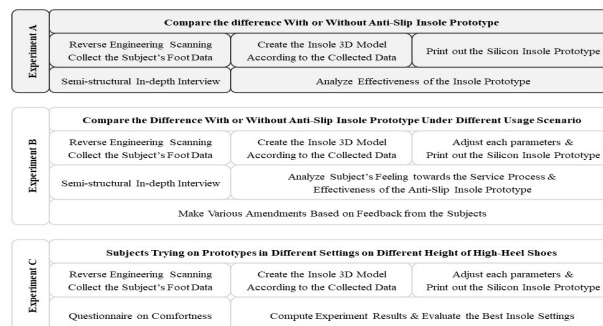 Experiment A
Compare the difference With or Without Anti-Slip Insole Prototype
Reverse Engineering Scanning
Collect the Subject's Foot Data
Create the Insole 3D Model
According to the Collected Data
Print out the Silicon Insole Prototype
Semi-structural In-depth Interview
Analyze Effectiveness of the Insole Prototype
Experiment B
Compare the Difference With or Without Anti-Slip Insole Prototype Under Different Usage Scenario
Reverse Engineering Scanning
Collect the Subject's Foot Data
Create the Insole 3D Model
According to the Collected Data
Adjust each parameters &
Print out the Silicon Insole Prototype
Semi-structural In-depth Interview
Analyze Subject's Feeling towards the Service Process &
Effectiveness of the Anti-Slip Insole Prototype
Make Various Amendments Based on Feedback from the Subjects
Experiment C
Subjects Trying on Prototypes in Different Settings on Different Height of High-Heel Shoes
Reverse Engineering Scanning
Collect the Subject's Foot Data
Create the Insole 3D Model
According to the Collected Data
Adjust each parameters &
Print out the Silicon Insole Prototype
Questionnaire on Comfortness
Compute Experiment Results & Evaluate the Best Insole Settings